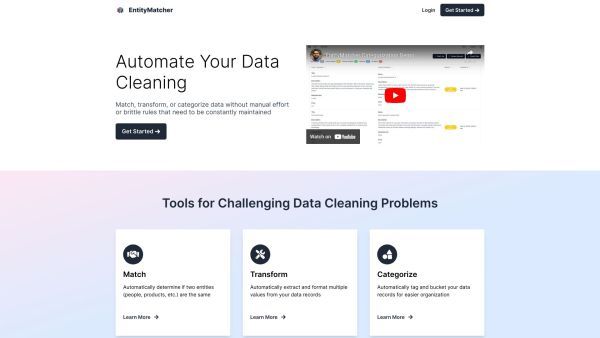 EntityMatcher
Login
Get Started →
Automate Your Data
Cleaning
Match, transform, or categorize data without manual effort
or brittle rules that need to be constantly maintained
Get Started →
Watch on YouTube
Tools for Challenging Data Cleaning Problems
Match
Automatically determine if two entities
(people, products, etc.) are the same
Learn More →
Transform
Automatically extract and format multiple
values from your data records
Learn More →
Categorize
Automatically tag and bucket your data
records for easier organization
Learn More →